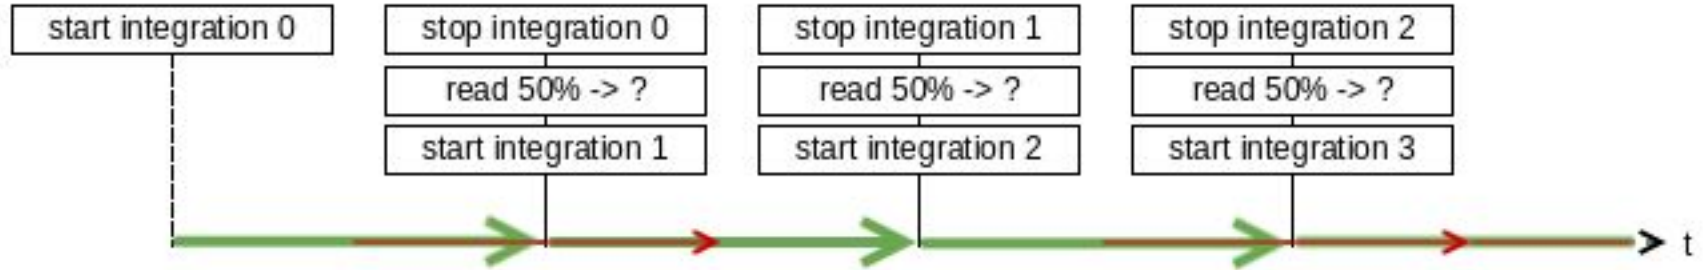 start integration 0
stop integration 0
read 50% -> ?
start integration 1
stop integration 1
read 50% -> ?
start integration 2
stop integration 2
read 50% -> ?
start integration 3
t